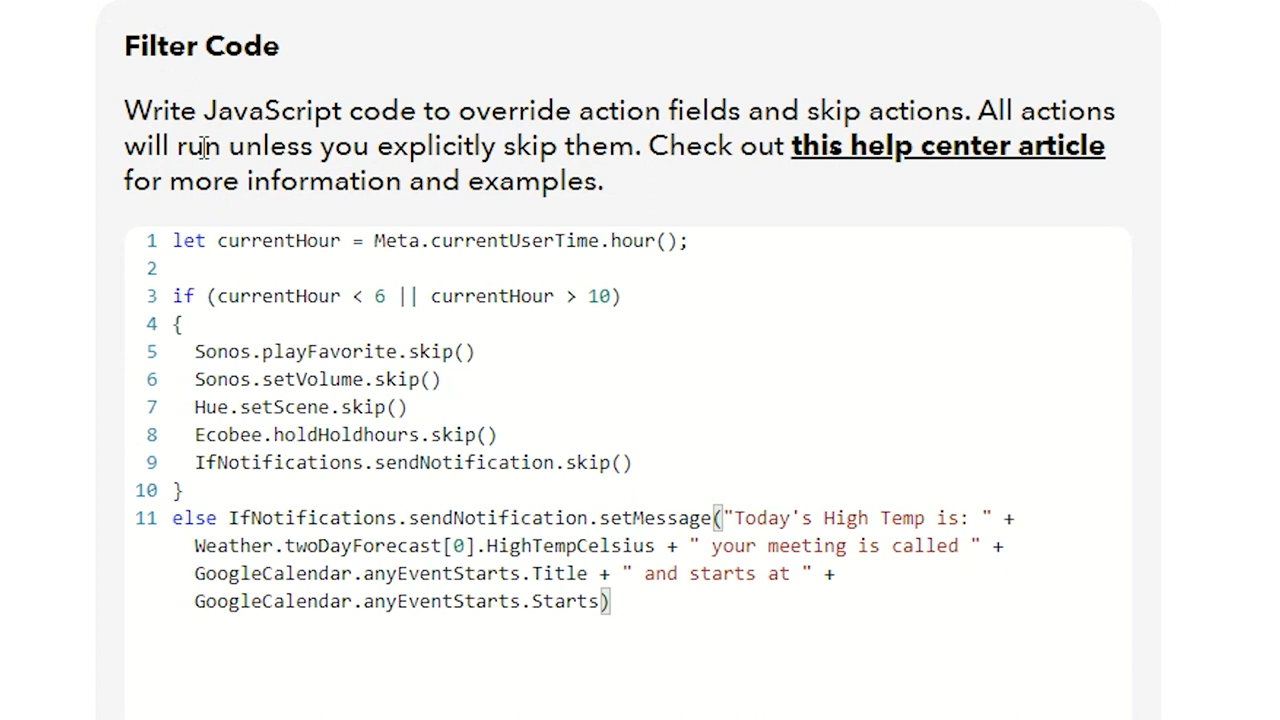 Filter Code
Write JavaScript code to override action fields and skip actions. All actions
will run unless you explicitly skip them. Check out this help center article
for more information and examples.
1 let currentHour = Meta.currentUserTime.hour();
2
3 if (currentHour < 6 || currentHour > 10)
4 {
5 Sonos.playFavorite.skip()
6 Sonos.setVolume.skip()
7 Hue.setScene.skip()
8 Ecobee.holdHoldhours.skip()
9 IfNotifications.sendNotification.skip()
10 }
11 else IfNotifications.sendNotification.setMessage("Today's High Temp is: " +
Weather.twoDayForecast[0].HighTempCelsius + " your meeting is called " +
GoogleCalendar.anyEventStarts.Title + " and starts at " +
GoogleCalendar.anyEventStarts.Starts)